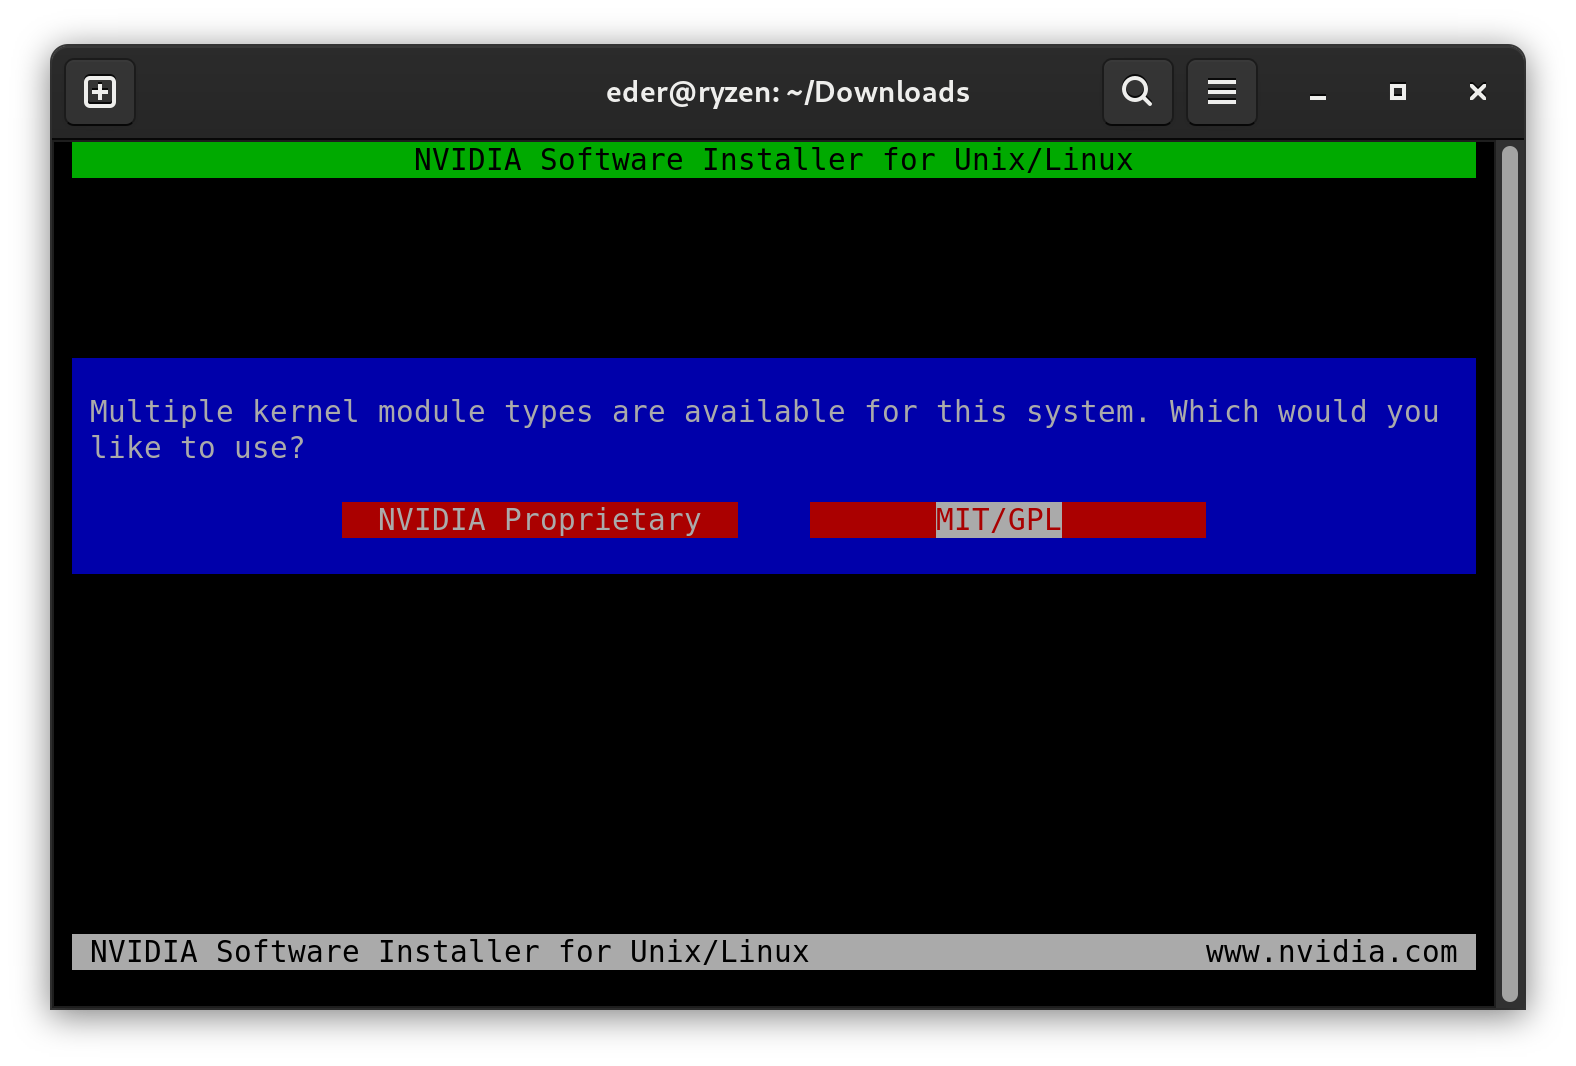 eder@ryzen: ~/Downloads
NVIDIA Software Installer for Unix/Linux
Multiple kernel module types are available for this system. Which would you
like to use?
NVIDIA Proprietary MIT/GPL
NVIDIA Software Installer for Unix/Linux www.nvidia.com